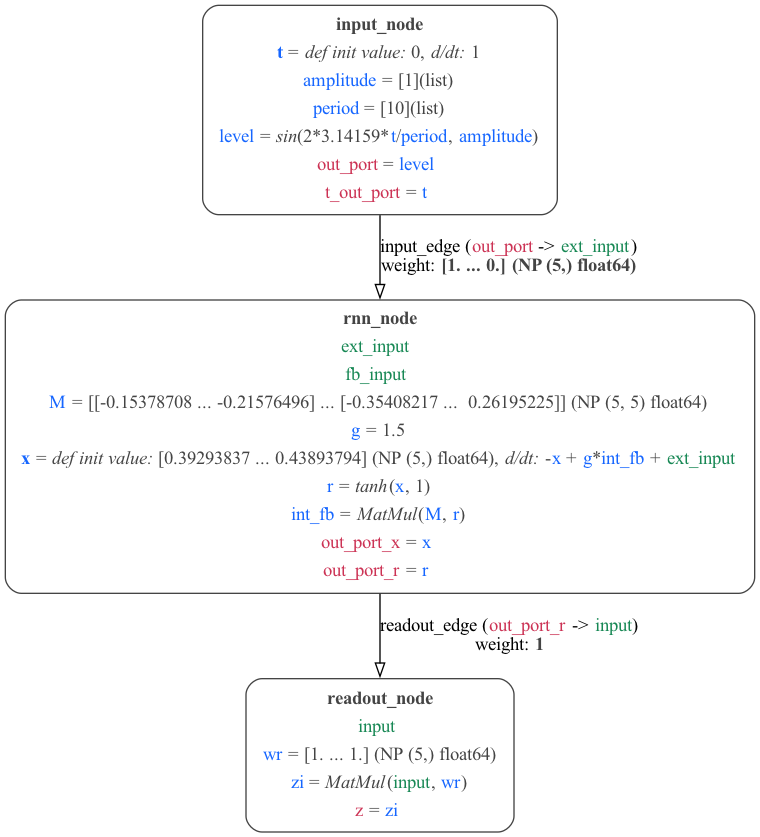 input_node
t = def init value: 0, d/dt: 1
amplitude = [1](list)
period = [10](list)
level = sin(2*3.14159*t/period, amplitude)
out_port = level
t_out_port = t
input_edge (out_port -> ext_input)
weight: [1. ... 0.] (NP (5,) float64)
rnn_node
ext_input
fb_input
M = [[-0.15378708 ... -0.21576496] ... [-0.35408217 ... 0.26195225]] (NP (5, 5) float64)
g = 1.5
x = def init value: [0.39293837 ... 0.43893794] (NP (5,) float64), d/dt: -x + g*int_fb + ext_input
r = tanh(x, 1)
int_fb = MatMul(M, r)
out_port_x = x
out_port_r = r
readout_edge (out_port_r -> input)
weight: 1
readout_node
input
wr = [1. ... 1.] (NP (5,) float64)
zi = MatMul(input, wr)
z = zi